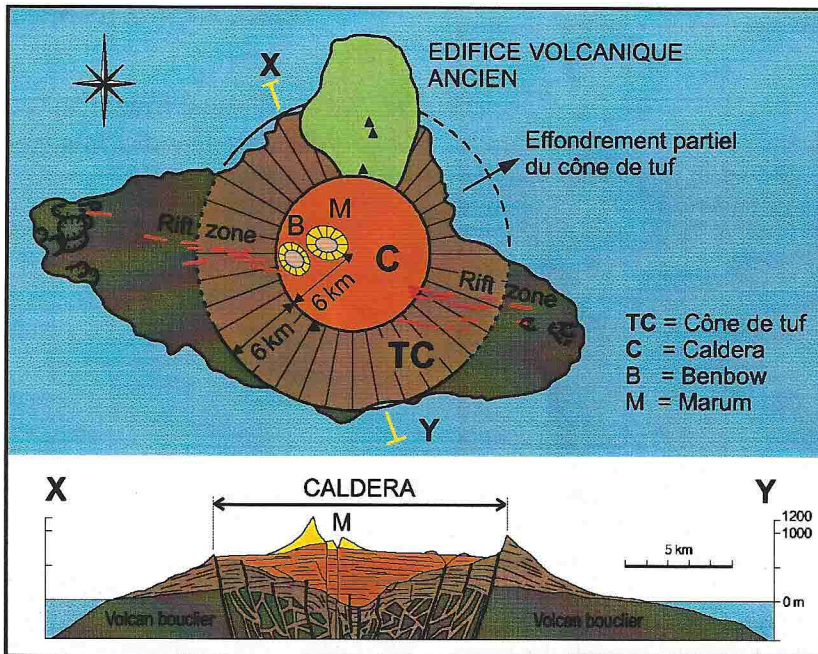 X
EDIFICE VOLCANIQUE
ANCIEN
Effondrement partiel
du cône de tuf
Rift zone
B
M
C
6 km
6 km
Rift zone
TC
TC = Cône de tuf
C = Caldera
B = Benbow
M = Marum
Y
X
CALDERA
Y
M
1200
1000
5 km
0 m
Volcan bouclier
Volcan bouclier